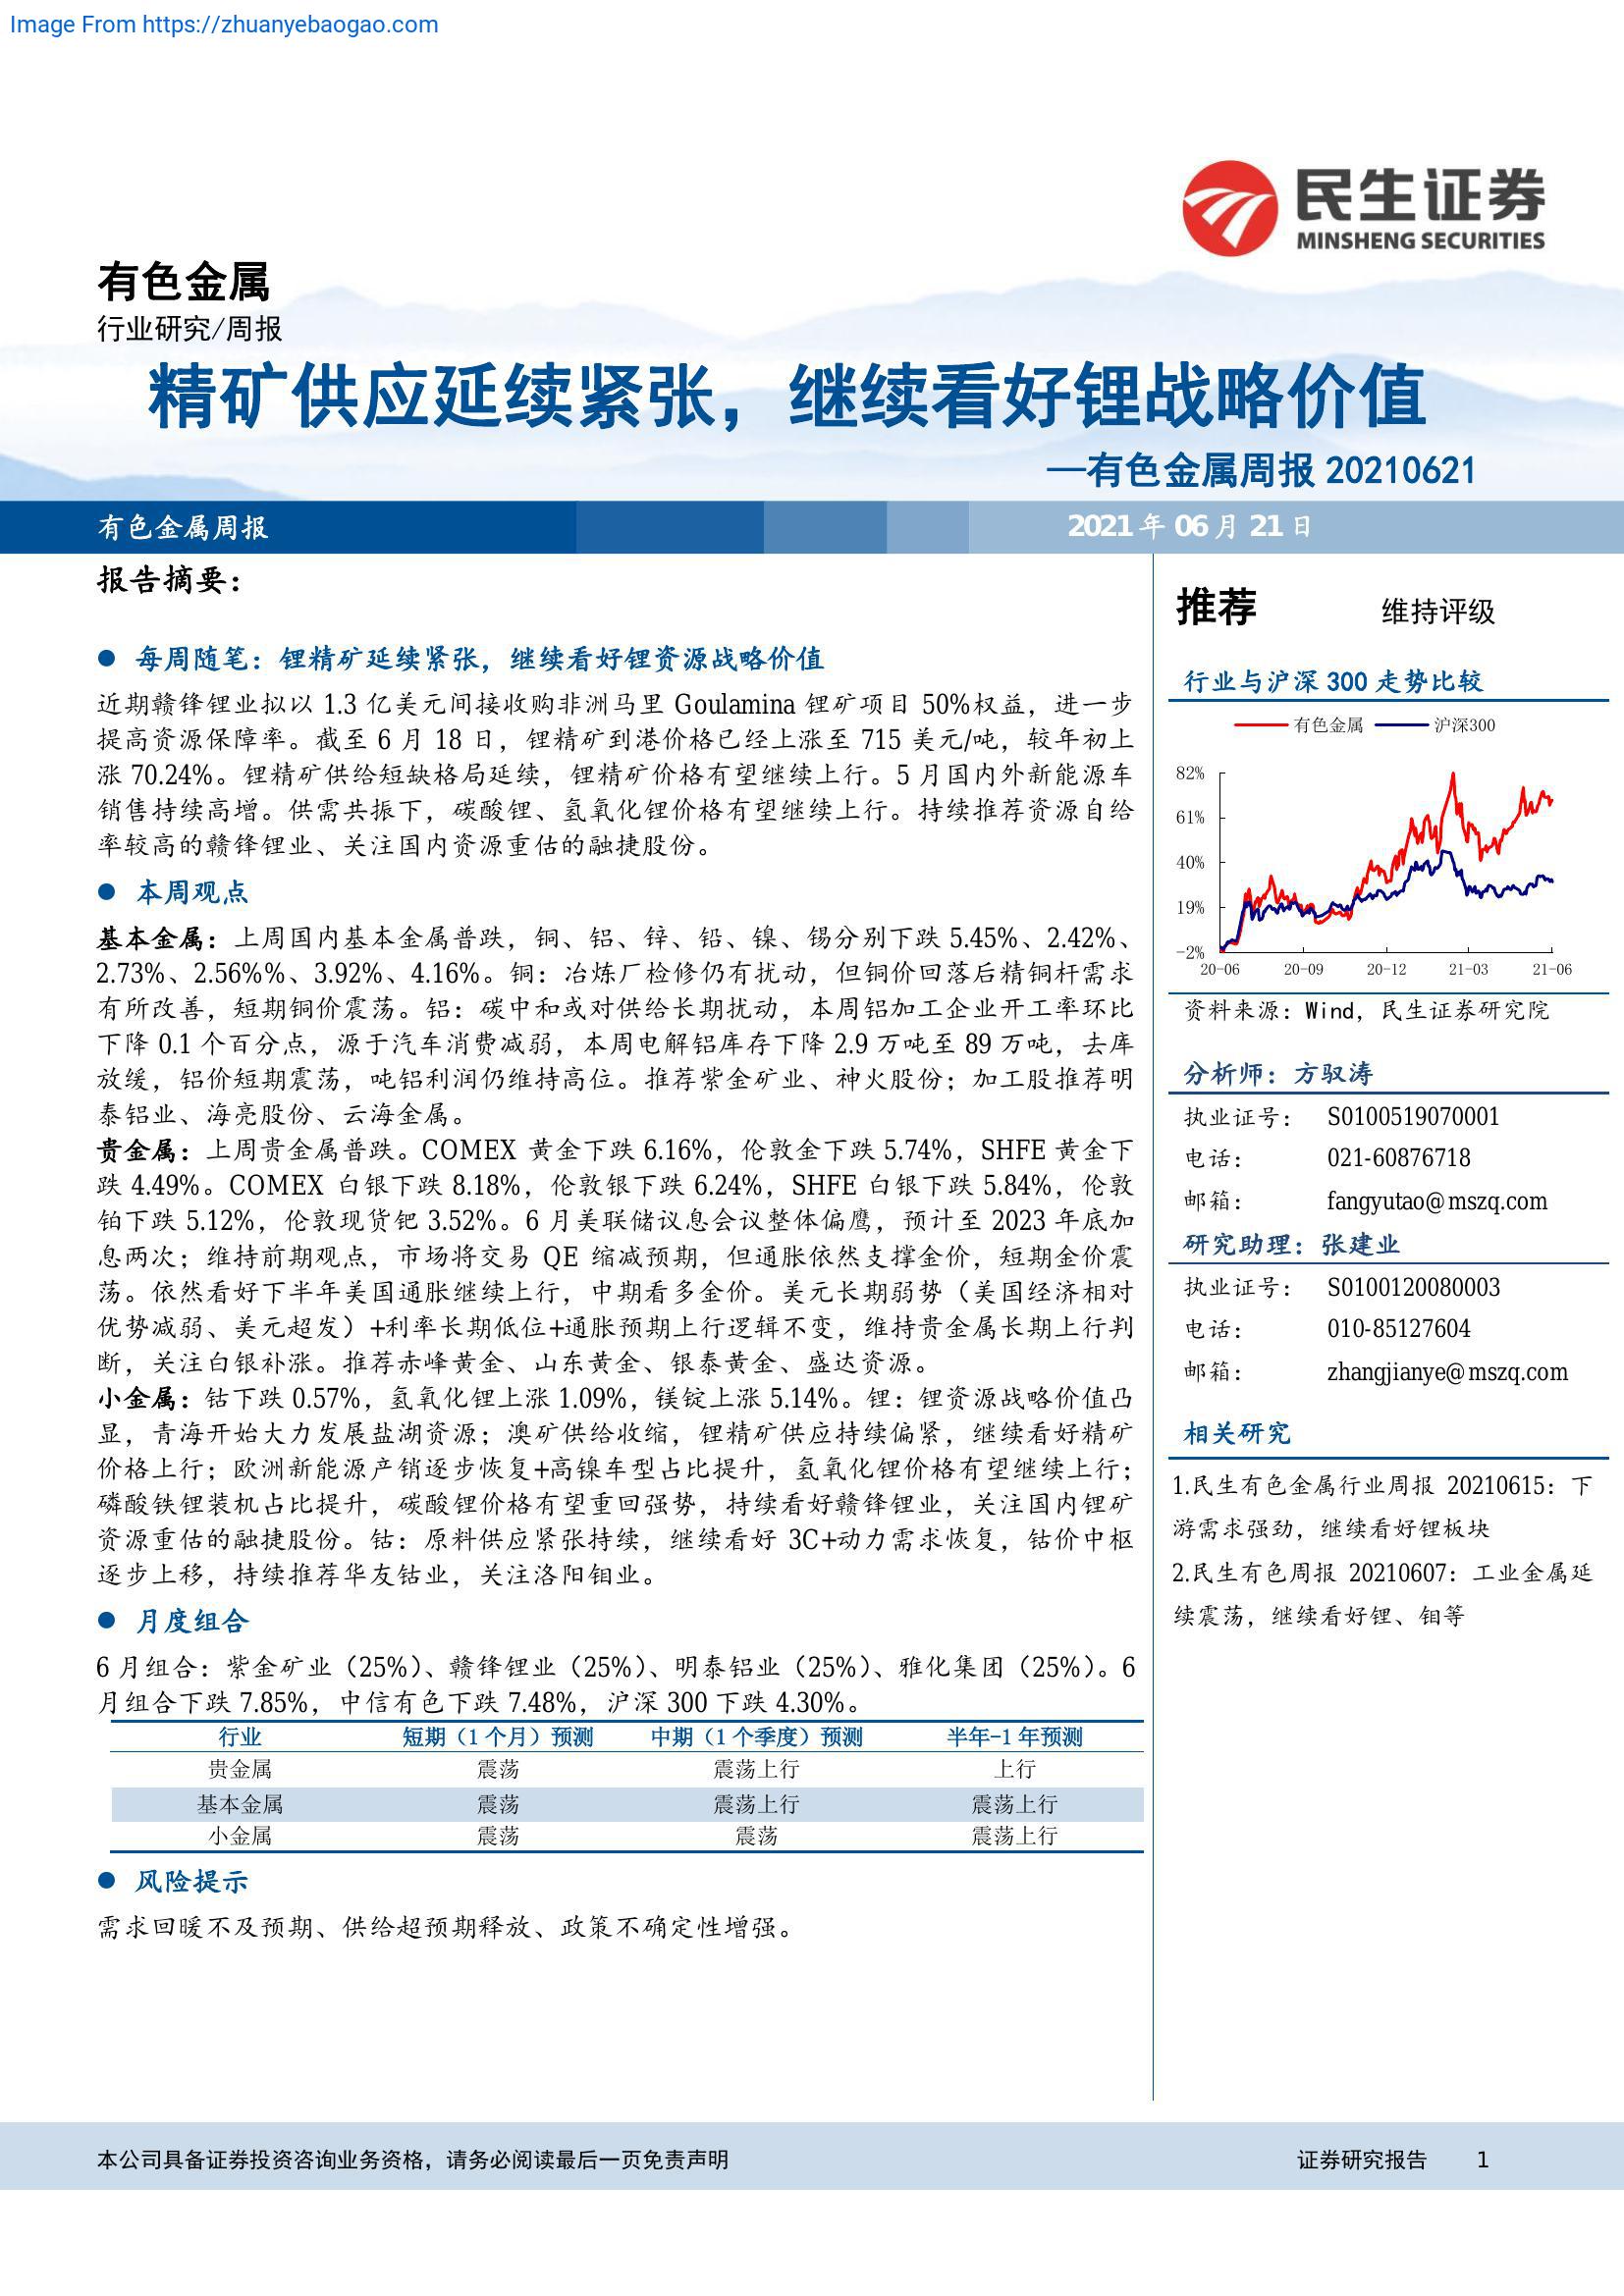 Image From https://zhuanyebaogao.com
民生证券
MINSHENG SECURITIES
有色金属
行业研究/周报
精矿供应延续紧张，继续看好锂战略价值
—有色金属周报 20210621
有色金属周报
2021 年 06 月 21 日
报告摘要：
● 每周随笔：锂精矿延续紧张，继续看好锂资源战略价值
近期赣锋锂业拟以 1.3 亿美元间接收购非洲马里 Goulamina 锂矿项目 50%权益，进一步
提高资源保障率。截至 6 月 18 日，锂精矿到港价格已经上涨至 715 美元/吨，较年初上
涨 70.24%。锂精矿供给短缺格局延续，锂精矿价格有望继续上行。5 月国内外新能源车
销售持续高增。供需共振下，碳酸锂、氢氧化锂价格有望继续上行。持续推荐资源自给
率较高的赣锋锂业、关注国内资源重估的融捷股份。
● 本周观点
基本金属：上周国内基本金属普跌，铜、铝、锌、铅、镍、锡分别下跌 5.45%、2.42%、
2.73%、2.56%%、3.92%、4.16%。铜：冶炼厂检修仍有扰动，但铜价回落后精铜杆需求
有所改善，短期铜价震荡。铝：碳中和或对供给长期扰动，本周铝加工企业开工率环比
下降 0.1 个百分点，源于汽车消费减弱，本周电解铝库存下降 2.9 万吨至 89 万吨，去库
放缓，铝价短期震荡，吨铝利润仍维持高位。推荐紫金矿业、神火股份；加工股推荐明
泰铝业、海亮股份、云海金属。
贵金属：上周贵金属普跌。COMEX 黄金下跌 6.16%，伦敦金下跌 5.74%，SHFE 黄金下
跌 4.49%。COMEX 白银下跌 8.18%，伦敦银下跌 6.24%，SHFE 白银下跌 5.84%，伦敦
铂下跌 5.12%，伦敦现货钯 3.52%。6 月美联储议息会议整体偏鹰，预计至 2023 年底加
息两次；维持前期观点，市场将交易 QE 缩减预期，但通胀依然支撑金价，短期金价震
荡。依然看好下半年美国通胀继续上行，中期看多金价。美元长期弱势（美国经济相对
优势减弱、美元超发）+利率长期低位+通胀预期上行逻辑不变，维持贵金属长期上行判
断，关注白银补涨。推荐赤峰黄金、山东黄金、银泰黄金、盛达资源。
小金属：钴下跌 0.57%，氢氧化锂上涨 1.09%，镁锭上涨 5.14%。锂：锂资源战略价值凸
显，青海开始大力发展盐湖资源；澳矿供给收缩，锂精矿供应持续偏紧，继续看好精矿
价格上行；欧洲新能源产销逐步恢复+高镍车型占比提升，氢氧化锂价格有望继续上行；
磷酸铁锂装机占比提升，碳酸锂价格有望重回强势，持续看好赣锋锂业，关注国内锂矿
资源重估的融捷股份。钴：原料供应紧张持续，继续看好 3C+动力需求恢复，钴价中枢
逐步上移，持续推荐华友钴业，关注洛阳钼业。
● 月度组合
6 月组合：紫金矿业（25%）、赣锋锂业（25%）、明泰铝业（25%）、雅化集团（25%）。6
月组合下跌 7.85%，中信有色下跌 7.48%，沪深 300 下跌 4.30%。
行业 短期（1 个月）预测 中期（1 个季度）预测 半年-1 年预测
贵金属 震荡 震荡上行 上行
基本金属 震荡 震荡上行 震荡上行
小金属 震荡 震荡 震荡上行
● 风险提示
需求回暖不及预期、供给超预期释放、政策不确定性增强。
推荐 维持评级
行业与沪深 300 走势比较
有色金属 沪深300
82%
61%
40%
19%
-2%
20-06 20-09 20-12 21-03 21-06
资料来源：Wind，民生证券研究院
分析师：方驭涛
执业证号： S0100519070001
电话： 021-60876718
邮箱： fangyutao@mszq.com
研究助理：张建业
执业证号： S0100120080003
电话： 010-85127604
邮箱： zhangjianye@mszq.com
相关研究
1.民生有色金属行业周报 20210615：下
游需求强劲，继续看好锂板块
2.民生有色周报 20210607：工业金属延
续震荡，继续看好锂、钼等
本公司具备证券投资咨询业务资格，请务必阅读最后一页免责声明
证券研究报告 1